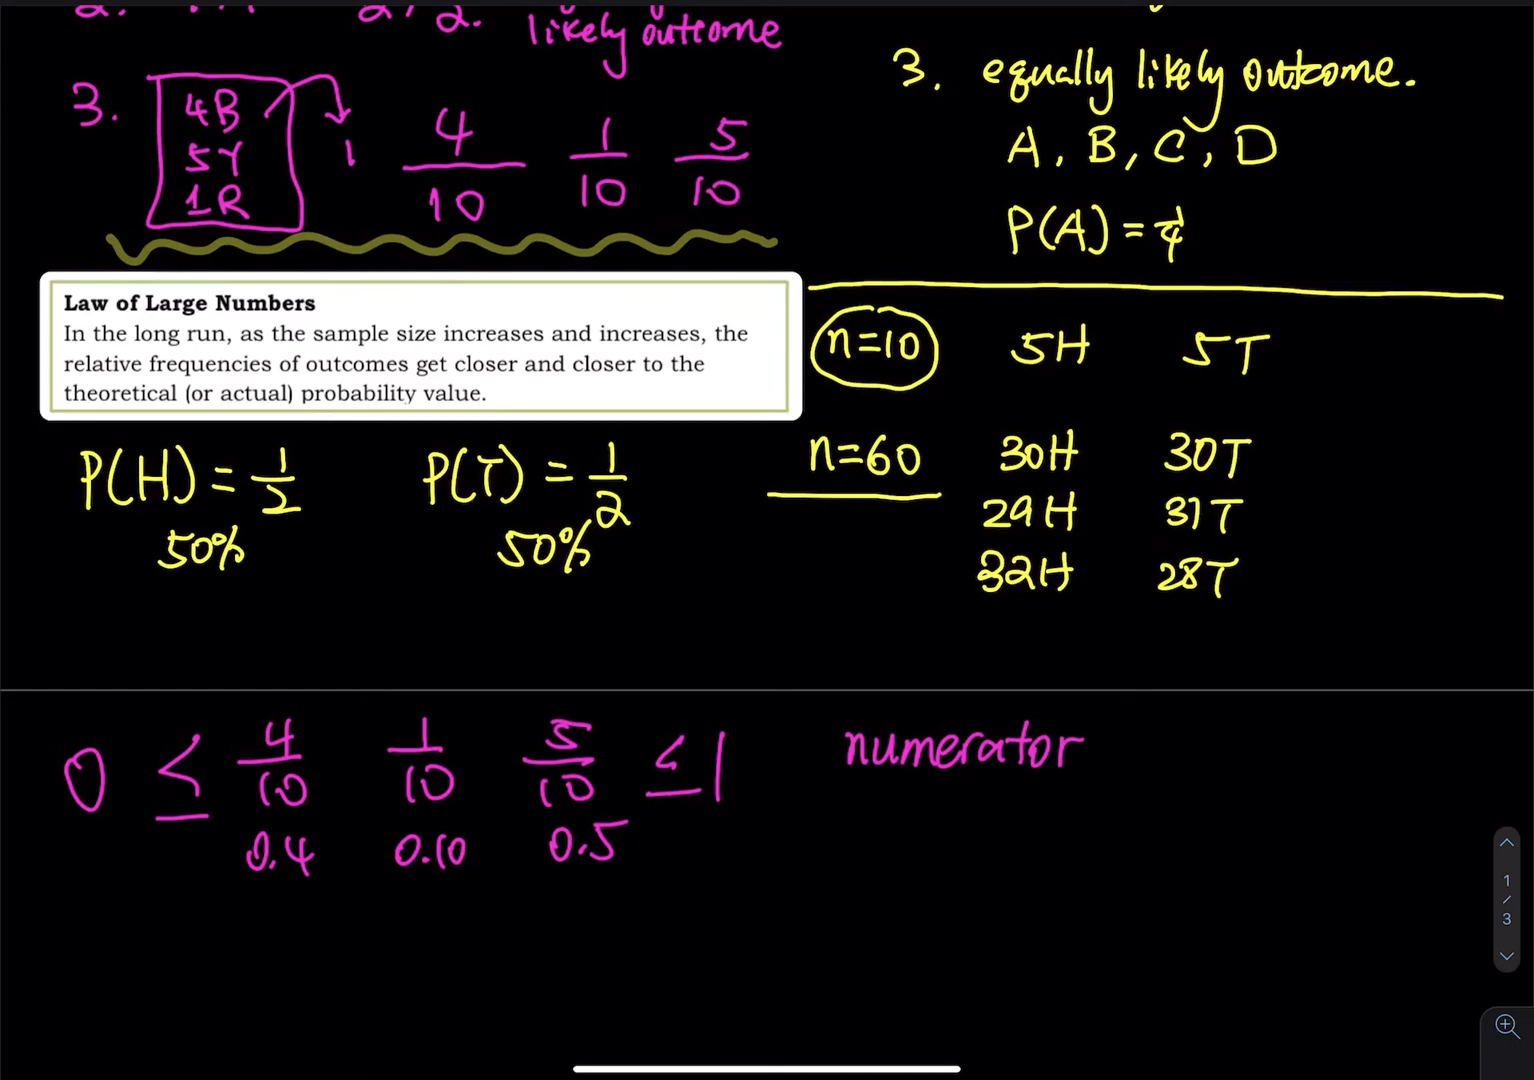 likely outcome
3. 4B
5Y
1R
1
4/10 1/10 5/10
3. equally likely outcome.
A, B, C, D
P(A) = 1/4
Law of Large Numbers
In the long run, as the sample size increases and increases, the
relative frequencies of outcomes get closer and closer to the
theoretical (or actual) probability value.
P(H) = 1/2 P(T) = 1/2
50% 50%
n=10 5H 5T
n=60 30H 30T
29H 31T
32H 28T
0 ≤ 4/10 1/10 5/10 ≤ 1
0.4 0.10 0.5
numerator
1
/
3